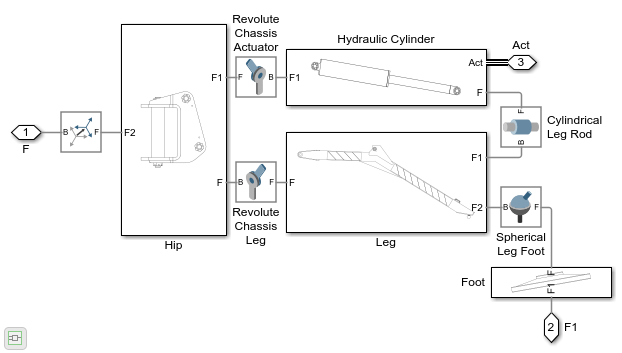 Revolute
Chassis
Actuator
Hydraulic Cylinder
Act
F1
F
B
F1
Act
3
F
F
Cylindrical
Leg Rod
B
1
F
B
F
F2
F1
F
B
F
F
F2
B
F
Revolute
Chassis
Leg
Hip
Leg
Spherical
Leg Foot
Foot
F
F1
2
F1